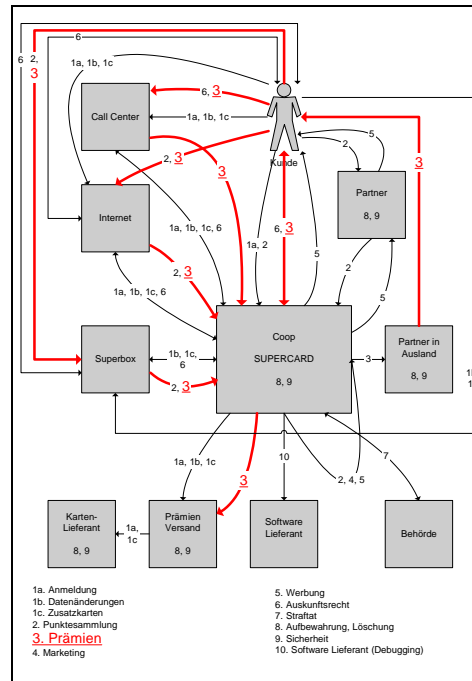 2,
6
3
6
1a, 1b, 1c
6, 3
Call Center
1a, 1b, 1c
2, 3
3
Kunde
5
2
3
Partner
8, 9
Internet
1a, 1b, 1c, 6
1a, 2
6, 3
5
2
5
2, 3
1a, 1b, 1c, 6
Coop
SUPERCARD
8, 9
Partner in
Ausland
8, 9
3
Superbox
1b, 1c,
6
2, 3
1a, 1b, 1c
3
10
2, 4, 5
7
Karten-
Lieferant
8, 9
1a,
1c
Prämien
Versand
8, 9
Software
Lieferant
Behörde
1a. Anmeldung
1b. Datenänderungen
1c. Zusatzkarten
2. Punktesammlung
3. Prämien
4. Marketing
5. Werbung
6. Auskunftsrecht
7. Straftat
8. Aufbewahrung, Löschung
9. Sicherheit
10. Software Lieferant (Debugging)